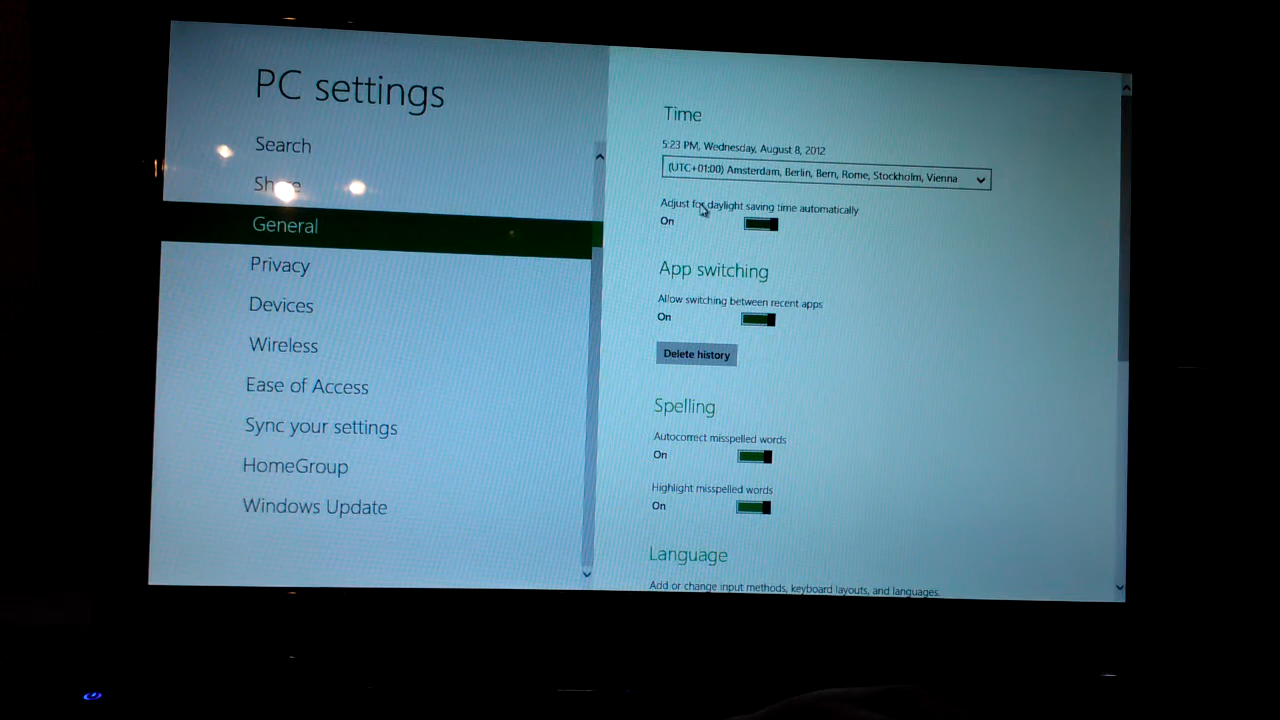 PC settings
Search
Share
General
Privacy
Devices
Wireless
Ease of Access
Sync your settings
HomeGroup
Windows Update
Time
5:23 PM, Wednesday, August 8, 2012
(UTC+01:00) Amsterdam, Berlin, Bern, Rome, Stockholm, Vienna
Adjust for daylight saving time automatically
On
App switching
Allow switching between recent apps
On
Delete history
Spelling
Autocorrect misspelled words
On
Highlight misspelled words
On
Language
Add or change input methods, keyboard layouts, and languages.